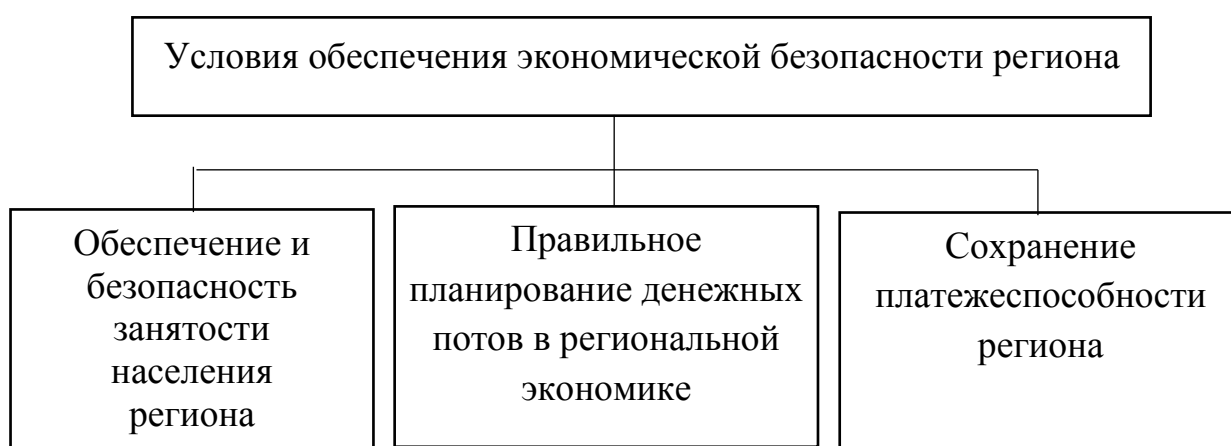 Условия обеспечения экономической безопасности региона
Обеспечение и
безопасность
занятости
населения
региона
Правильное
планирование денежных
потов в региональной
экономике
Сохранение
платежеспособности
региона